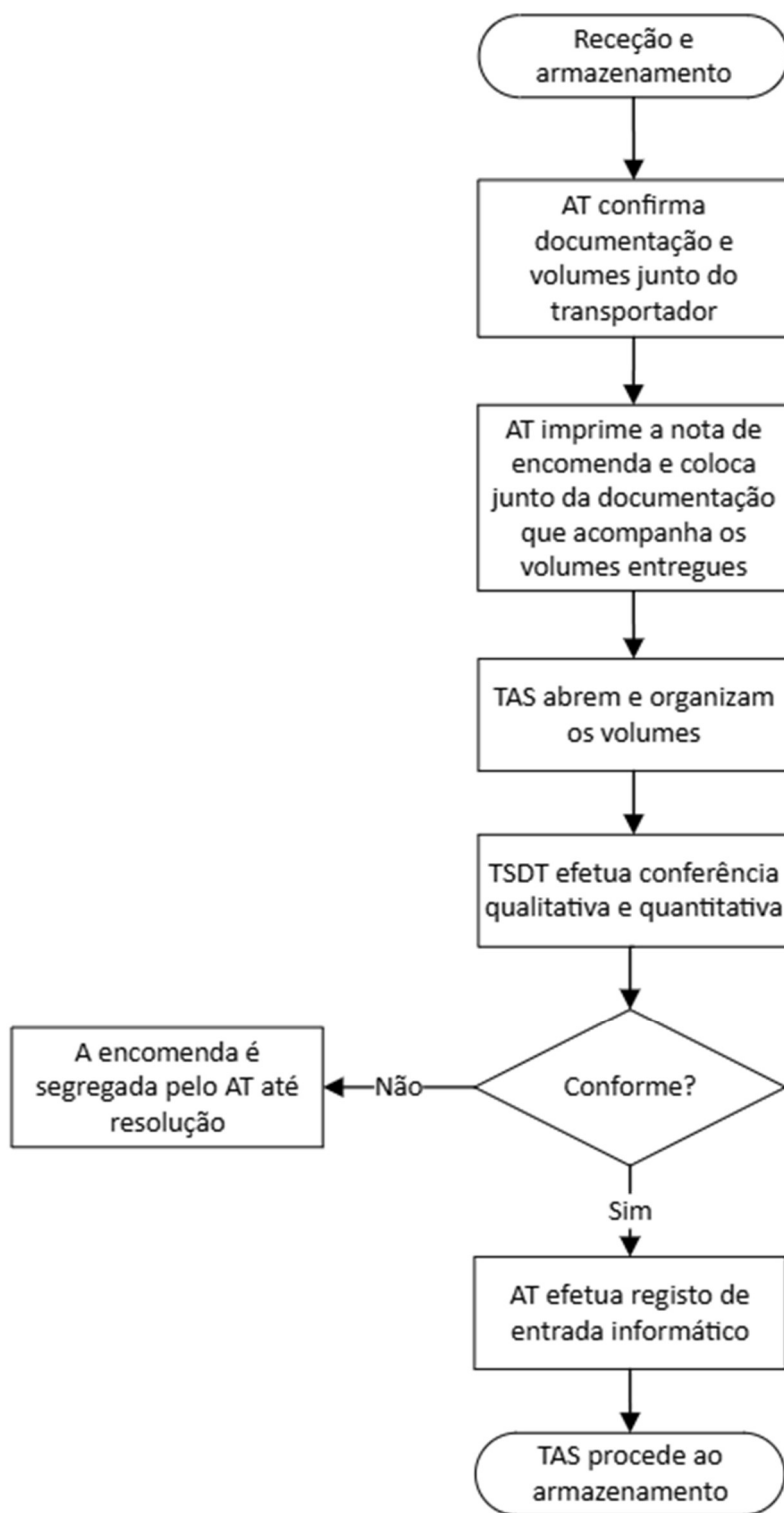 Receção e
armazenamento
AT confirma
documentação e
volumes junto do
transportador
AT imprime a nota de
encomenda e coloca
junto da documentação
que acompanha os
volumes entregues
TAS abrem e organizam
os volumes
TSDT efetua conferência
qualitativa e quantitativa
Conforme?
Não
A encomenda é
segregada pelo AT até
resolução
Sim
AT efetua registo de
entrada informático
TAS procede ao
armazenamento